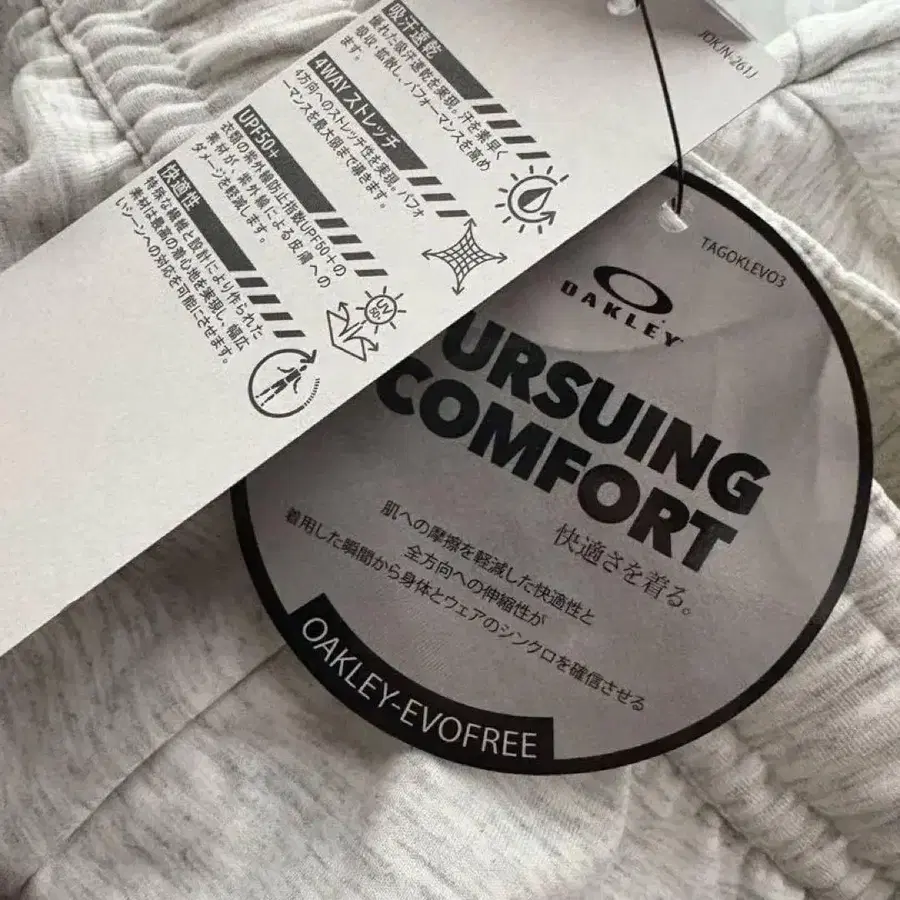 JOKJN-261J
吸汗速乾
優れた吸汗速乾を実現。汗を素早く
吸収・拡散し、パフォーマンスを高め
ます。
4WAY ストレッチ
4方向へのストレッチ性を実現。パフォ
ーマンスを最大限まで導きます。
UPF50+
衣類の紫外線防止指数UPF50+の
素材が、紫外線による皮膚への
ダメージを軽減します。
UV
快適性
特殊な繊維と設計により作られた
素材は最高の着心地を実現し、幅広
いシーンへの対応を可能にさせます。
TAGOKLEVO3
OAKLEY
URSUING
COMFORT
快適さを着る。
肌への摩擦を軽減した快適性と
全方向への伸縮性が
着用した瞬間から身体とウェアのシンクロを確信させる
OAKLEY-EVOFREE